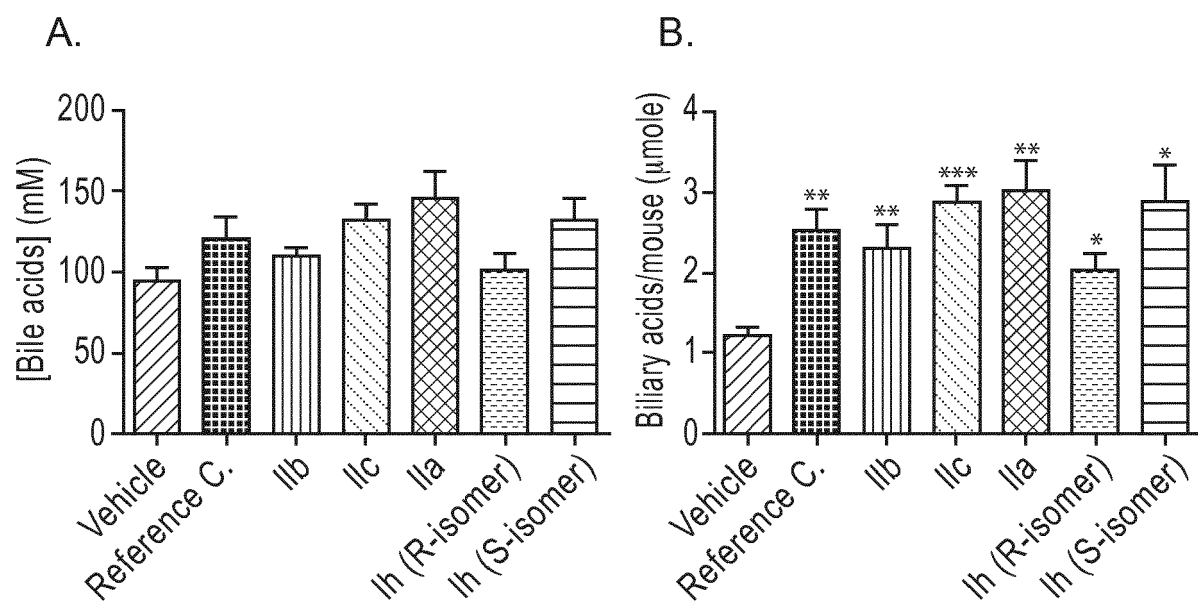 A.
[Bile acids] (mM)
200
150
100
50
0
Vehicle
Reference C.
IIb
IIc
IIa
Ih (R-isomer)
Ih (S-isomer)
B.
Biliary acids/mouse (µmole)
4
3
2
1
0
**
**
***
**
*
*
Vehicle
Reference C.
IIb
IIc
IIa
Ih (R-isomer)
Ih (S-isomer)